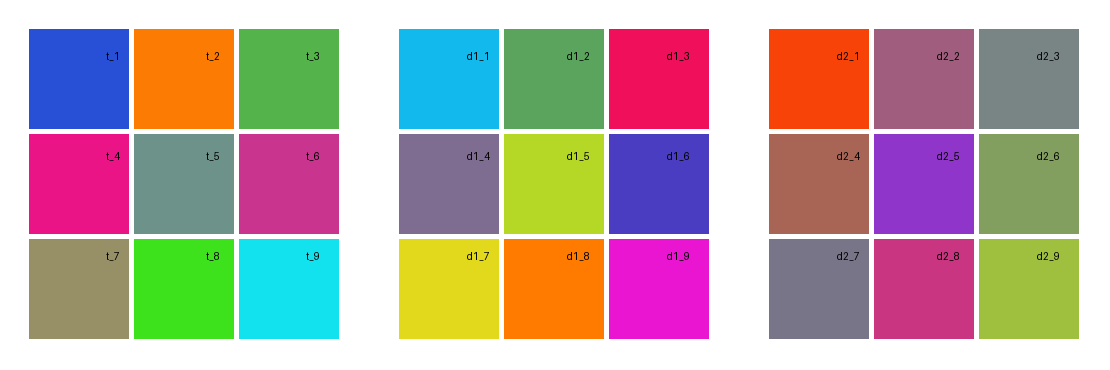 t_1 t_2 t_3 d1_1 d1_2 d1_3 d2_1 d2_2 d2_3
t_4 t_5 t_6 d1_4 d1_5 d1_6 d2_4 d2_5 d2_6
t_7 t_8 t_9 d1_7 d1_8 d1_9 d2_7 d2_8 d2_9